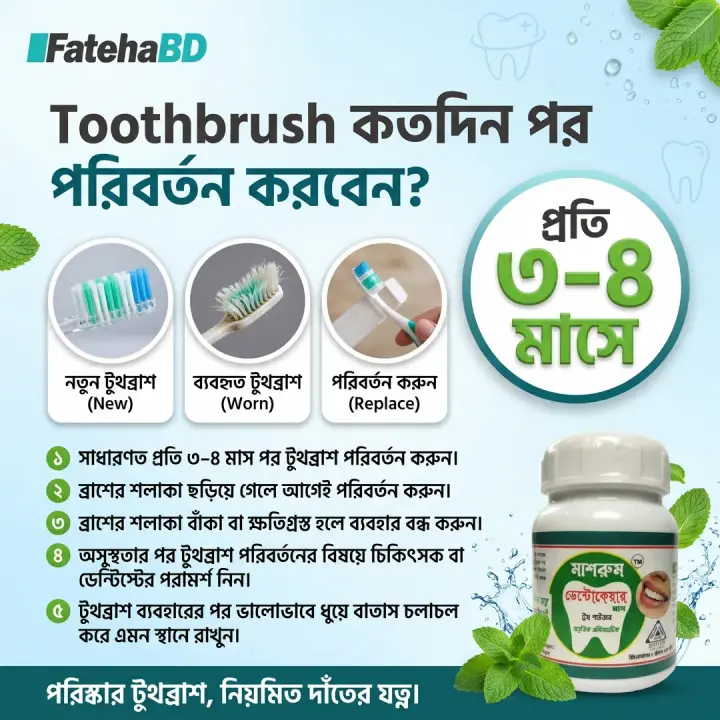 FatehaBD
Toothbrush কতদিন পর
পরিবর্তন করবেন?
প্রতি
৩-৪
মাসে
নতুন টুথব্রাশ
(New)
ব্যবহৃত টুথব্রাশ
(Worn)
পরিবর্তন করুন
(Replace)
১ সাধারণত প্রতি ৩-৪ মাস পর টুথব্রাশ পরিবর্তন করুন।
২ ব্রাশের শলাকা ছড়িয়ে গেলে আগেই পরিবর্তন করুন।
৩ ব্রাশের শলাকা বাঁকা বা ক্ষতিগ্রস্ত হলে ব্যবহার বন্ধ করুন।
৪ অসুস্থতার পর টুথব্রাশ পরিবর্তনের বিষয়ে চিকিৎসক বা
ডেন্টিস্টের পরামর্শ নিন।
৫ টুথব্রাশ ব্যবহারের পর ভালোভাবে ধুয়ে বাতাস চলাচল
করে এমন স্থানে রাখুন।
মাশরুম
TM
ডেন্টোকেয়ার
প্লাস
টুথ পাউডার
পরিস্কার টুথব্রাশ, নিয়মিত দাঁতের যত্ন।